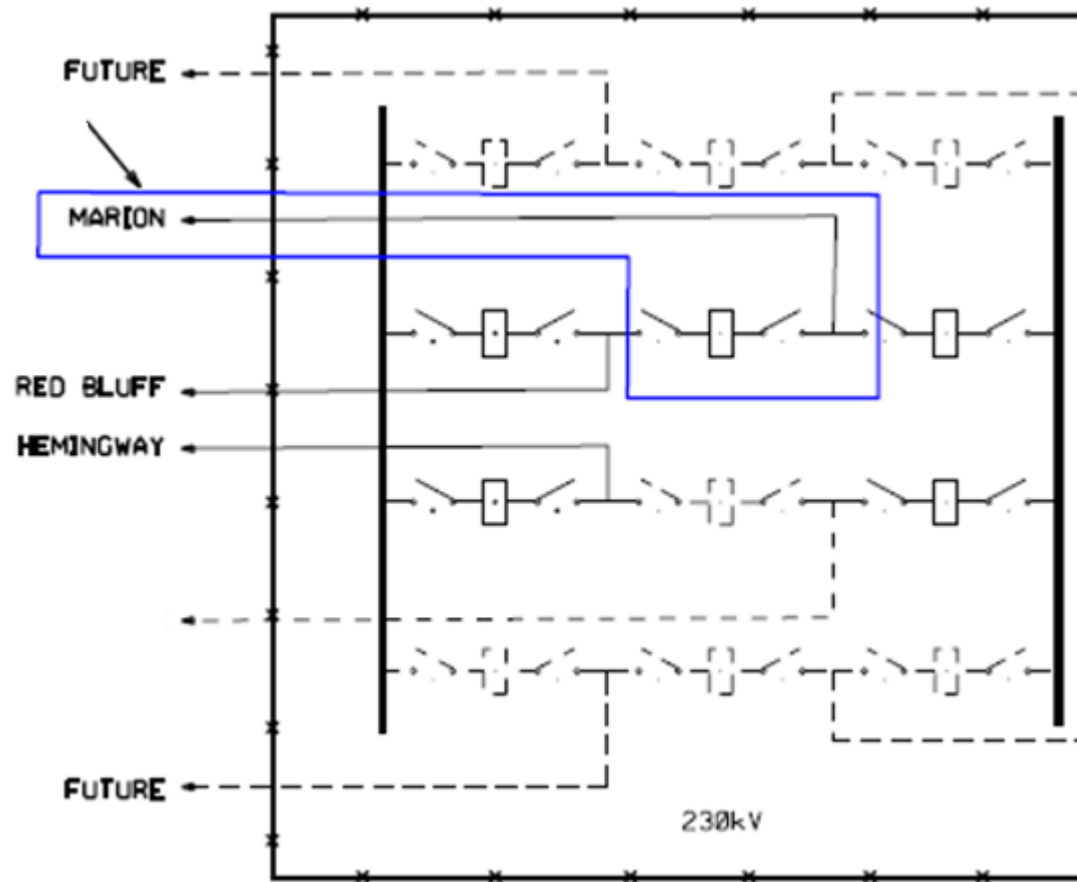 FUTURE
MARION
RED BLUFF
HEMINGWAY
FUTURE
230kV